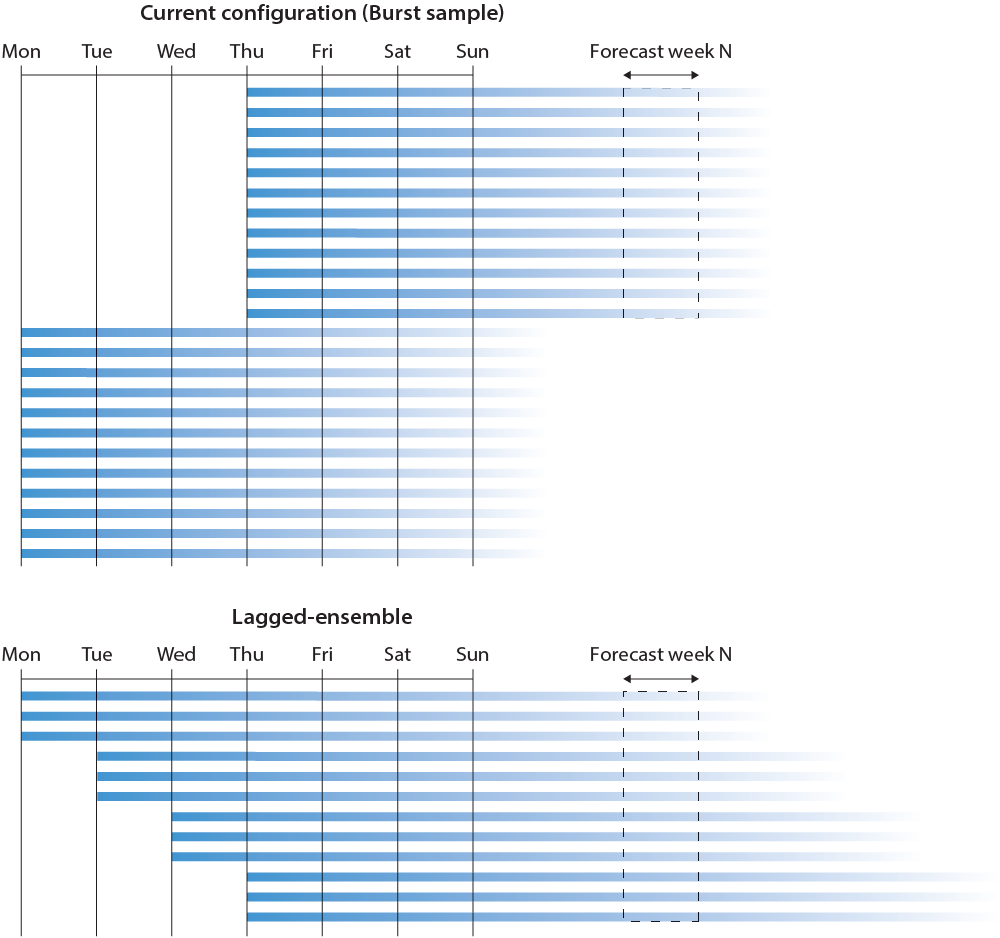 Current configuration (Burst sample)
Mon Tue Wed Thu Fri Sat Sun Forecast week N
Lagged-ensemble
Mon Tue Wed Thu Fri Sat Sun Forecast week N